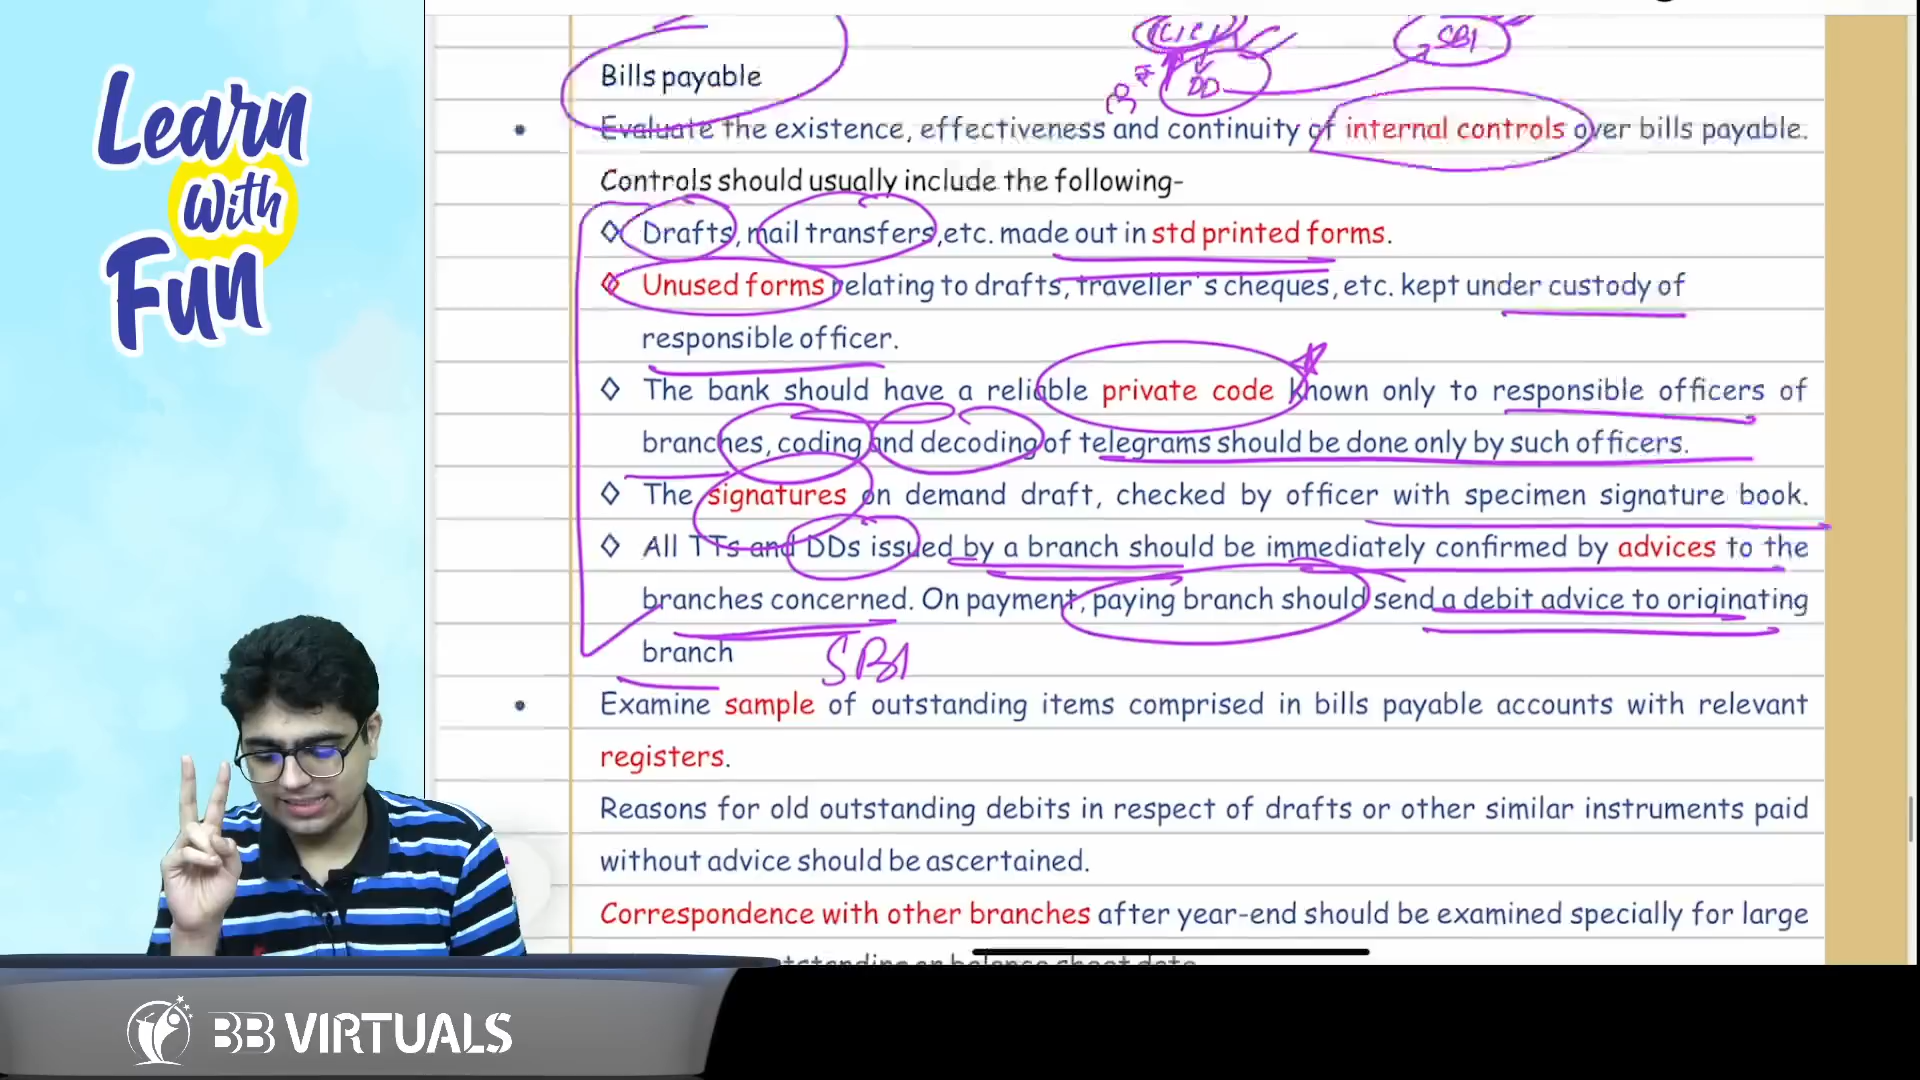 Learn
With
Fun
SBI
DD
Bills payable
Evaluate the existence, effectiveness and continuity of internal controls over bills payable.
Controls should usually include the following-
◊ Drafts, mail transfers,etc. made out in std printed forms.
◊ Unused forms relating to drafts, traveller's cheques, etc. kept under custody of
responsible officer.
◊ The bank should have a reliable private code known only to responsible officers of
branches, coding and decoding of telegrams should be done only by such officers.
◊ The signatures on demand draft, checked by officer with specimen signature book.
◊ All TTs and DDs issued by a branch should be immediately confirmed by advices to the
branches concerned. On payment, paying branch should send a debit advice to originating
branch
SBI
Examine sample of outstanding items comprised in bills payable accounts with relevant
registers.
Reasons for old outstanding debits in respect of drafts or other similar instruments paid
without advice should be ascertained.
Correspondence with other branches after year-end should be examined specially for large
BB VIRTUALS